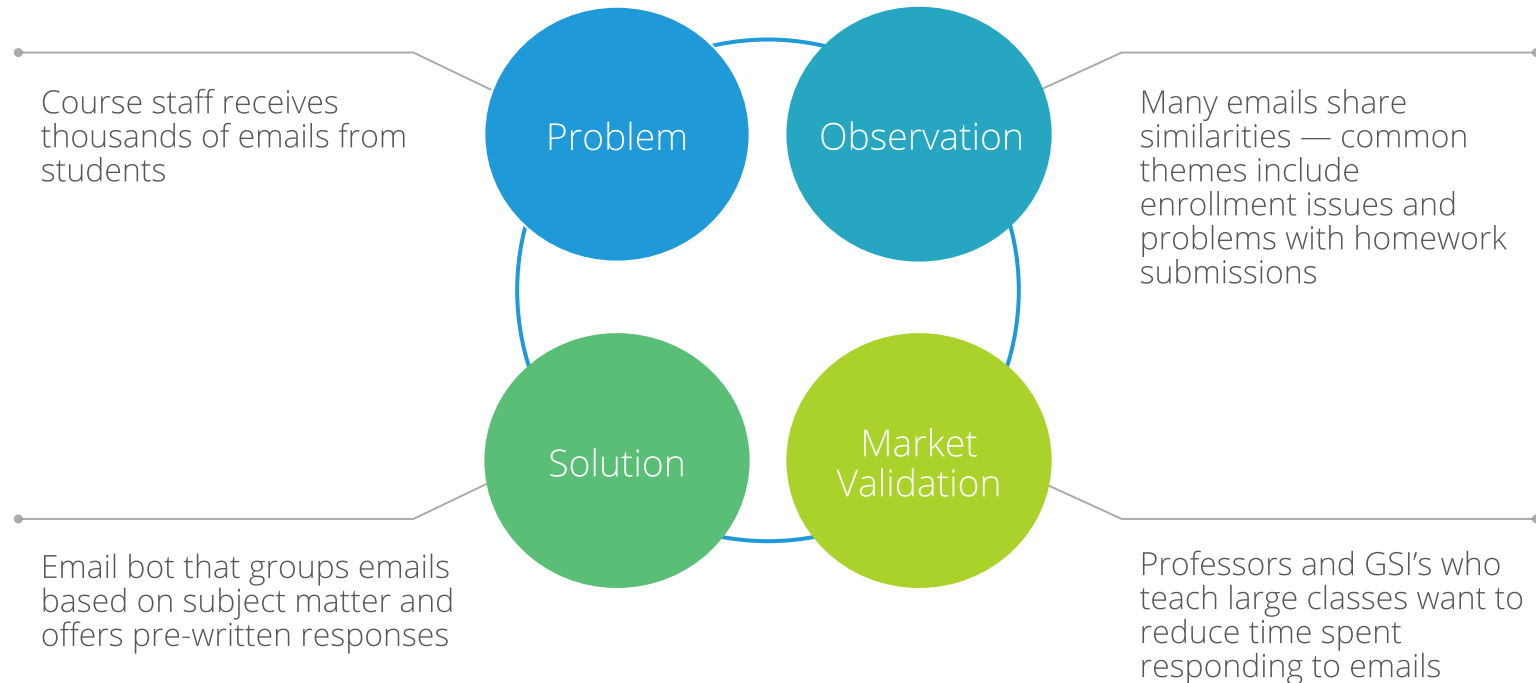 Problem
Observation
Course staff receives
thousands of emails from
students
Many emails share
similarities — common
themes include
enrollment issues and
problems with homework
submissions
Solution
Market
Validation
Email bot that groups emails
based on subject matter and
offers pre-written responses
Professors and GSI’s who
teach large classes want to
reduce time spent
responding to emails